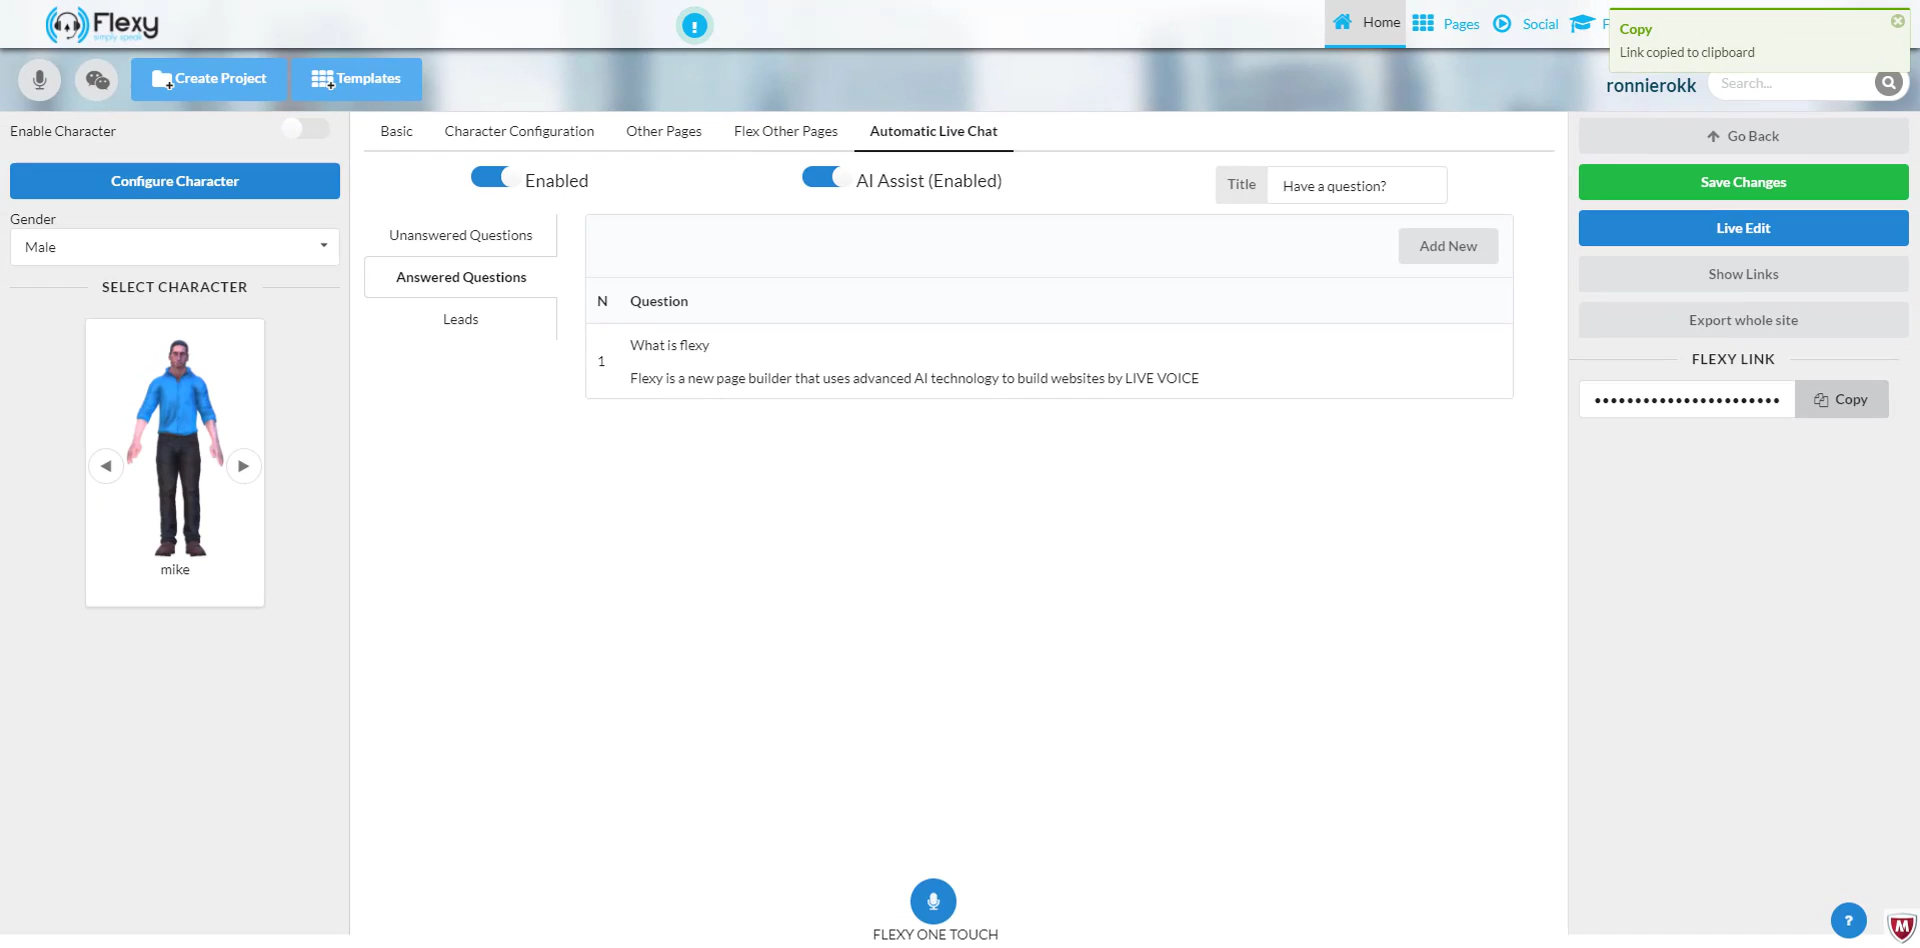 Flexy
simply speak
!
Home
Pages
Social
F
Copy
Link copied to clipboard
Create Project
Templates
ronnierokk
Search...
Enable Character
Configure Character
Gender
Male
SELECT CHARACTER
mike
Basic
Character Configuration
Other Pages
Flex Other Pages
Automatic Live Chat
Enabled
AI Assist (Enabled)
Title
Have a question?
Unanswered Questions
Answered Questions
Leads
Add New
N
Question
1
What is flexy
Flexy is a new page builder that uses advanced AI technology to build websites by LIVE VOICE
Go Back
Save Changes
Live Edit
Show Links
Export whole site
FLEXY LINK
•••••••••••••••••••••••
Copy
FLEXY ONE TOUCH
?
M